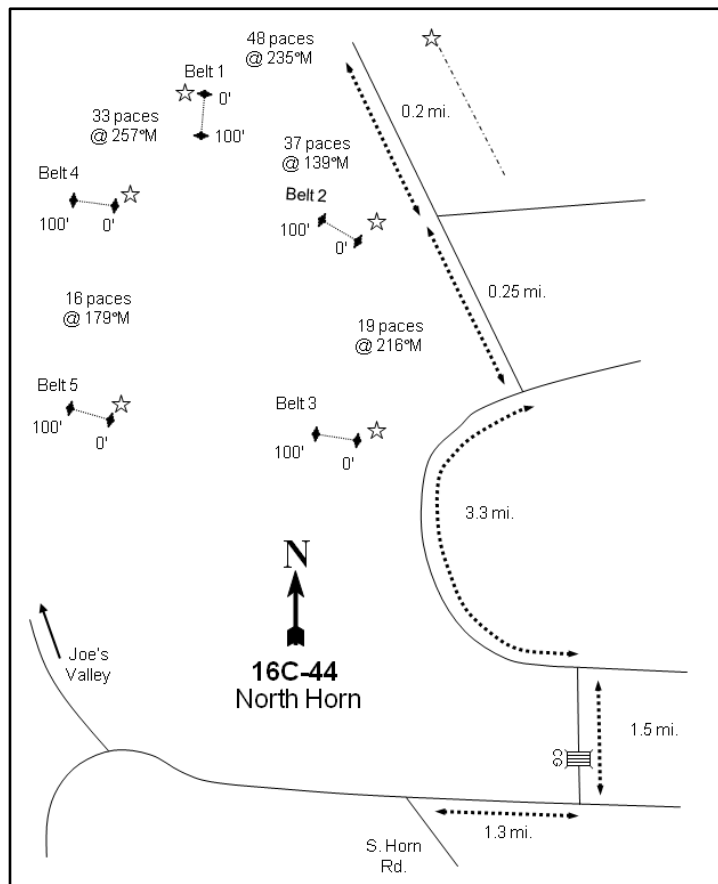 48 paces
@ 235°M
Belt 1
0'
100'
0.2 mi.
33 paces
@ 257°M
37 paces
@ 139°M
Belt 4
100'
0'
Belt 2
100'
0'
0.25 mi.
16 paces
@ 179°M
19 paces
@ 216°M
Belt 5
100'
0'
Belt 3
100'
0'
3.3 mi.
N
16C-44
North Horn
Joe's
Valley
1.5 mi.
CG
1.3 mi.
S. Horn
Rd.